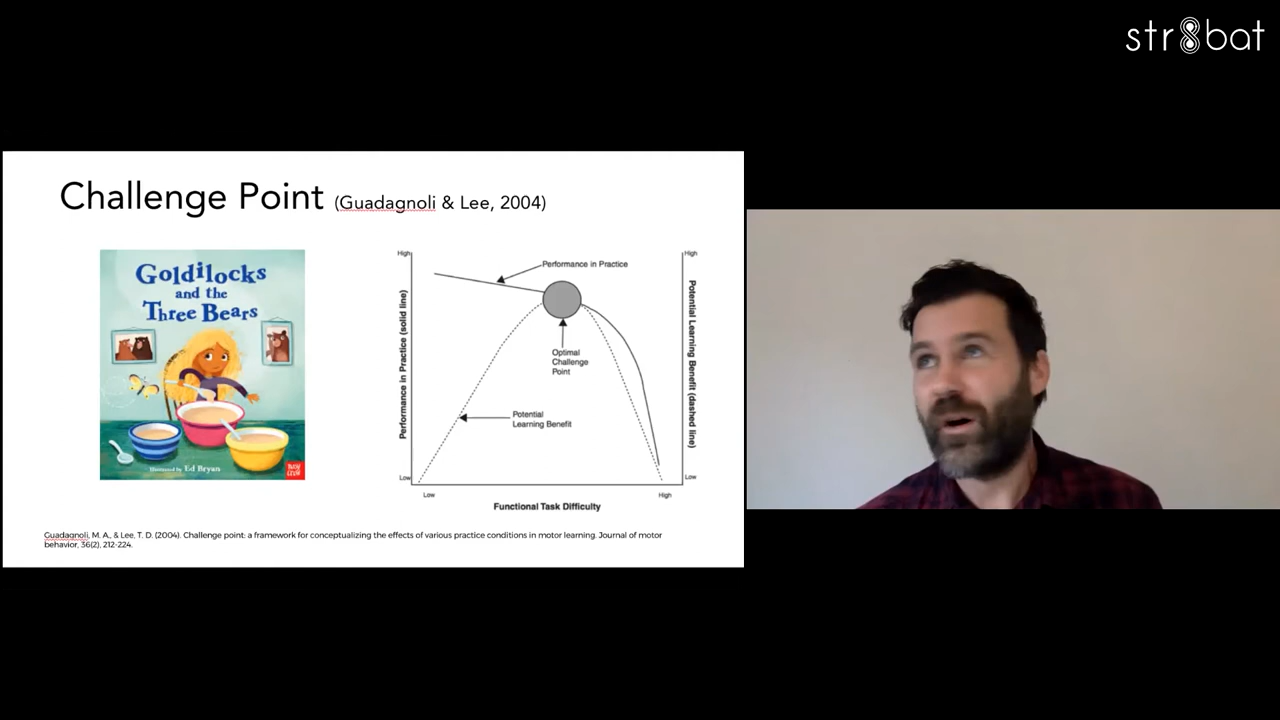 str8bat
Challenge Point (Guadagnoli & Lee, 2004)
Goldilocks
and the
Three Bears
Illustrated by Ed Bryan
High
Performance in Practice
High
Performance in Practice (solid line)
Potential Learning Benefit (dashed line)
Optimal
Challenge
Point
Potential
Learning Benefit
Low
Low
Low
High
Functional Task Difficulty
Guadagnoli, M. A., & Lee, T. D. (2004). Challenge point: a framework for conceptualizing the effects of various practice conditions in motor learning. Journal of motor
behavior, 36(2), 212-224.